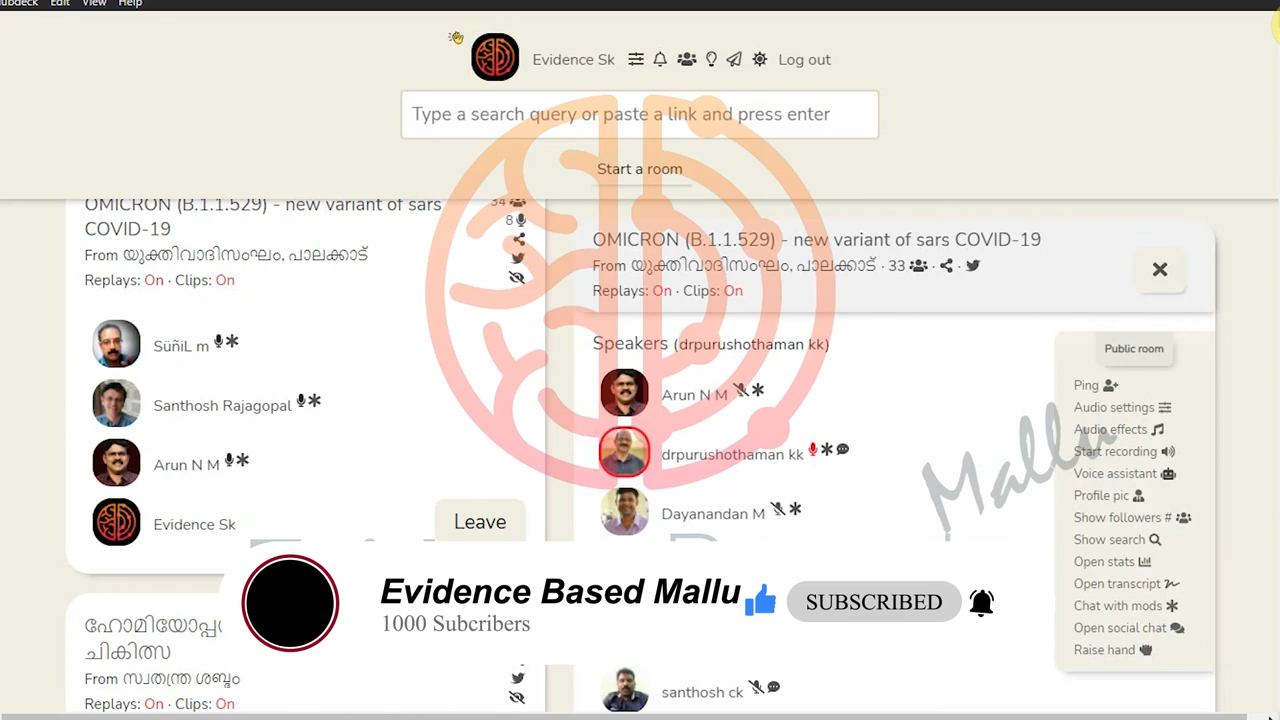 Edit View Help
Evidence Sk Log out
Type a search query or paste a link and press enter
Start a room
OMICRON (B.1.1.529) - new variant of sars
COVID-19
From യുക്തിവാദിസംഘം, പാലക്കാട്
Replays: On · Clips: On
34
8
SüñiL m
Santhosh Rajagopal
Arun N M
Evidence Sk
Leave
ഹോമിയോപ്പ
ചികിത്സ
From സ്വതന്ത്ര ശബ്ദം
Replays: On · Clips: On
OMICRON (B.1.1.529) - new variant of sars COVID-19
From യുക്തിവാദിസംഘം, പാലക്കാട് · 33
Replays: On · Clips: On
Speakers (drpurushothaman kk)
Arun N M
drpurushothaman kk
Dayanandan M
santhosh ck
Public room
Ping
Audio settings
Audio effects
Start recording
Voice assistant
Profile pic
Show followers #
Show search
Open stats
Open transcript
Chat with mods
Open social chat
Raise hand
Mallu
Evidence Based Mallu
1000 Subcribers
SUBSCRIBED